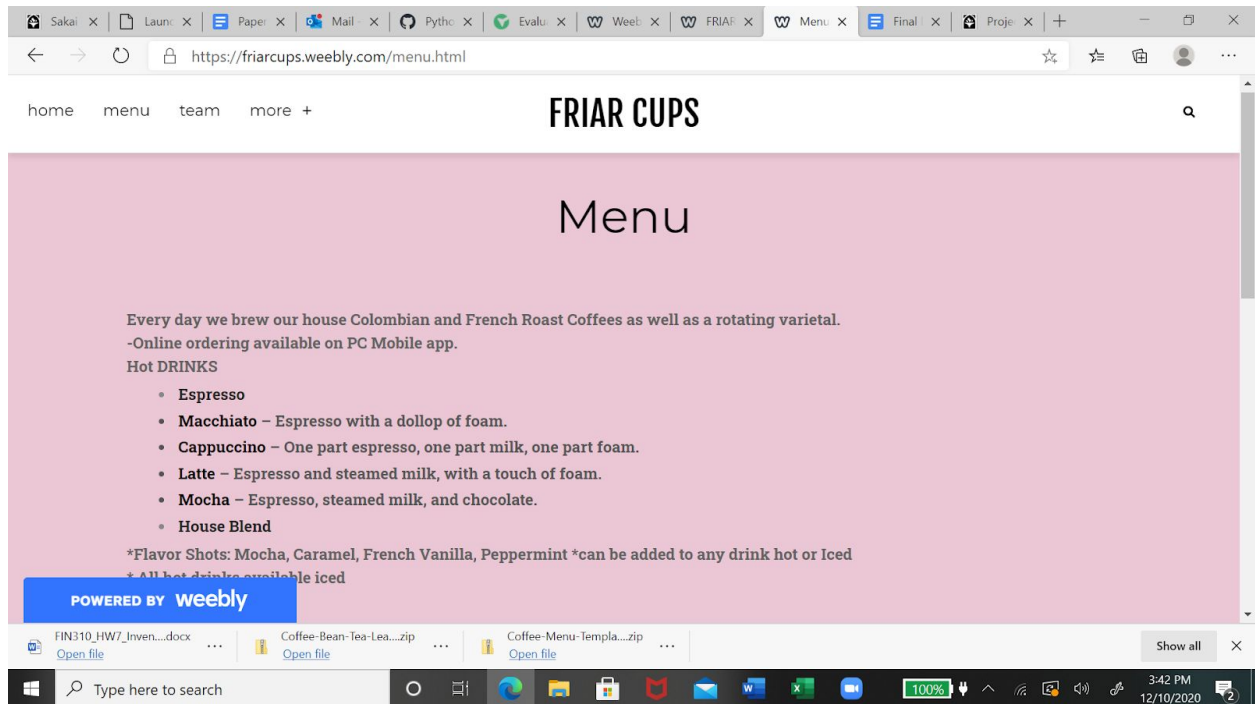 Sakai
Launc
Paper
Mail -
Pytho
Evalu
Weeb
FRIAR
Menu
Final
Proje
https://friarcups.weebly.com/menu.html
home menu team more +
FRIAR CUPS
Menu
Every day we brew our house Colombian and French Roast Coffees as well as a rotating varietal.
-Online ordering available on PC Mobile app.
Hot DRINKS
• Espresso
• Macchiato – Espresso with a dollop of foam.
• Cappuccino – One part espresso, one part milk, one part foam.
• Latte – Espresso and steamed milk, with a touch of foam.
• Mocha – Espresso, steamed milk, and chocolate.
• House Blend
*Flavor Shots: Mocha, Caramel, French Vanilla, Peppermint *can be added to any drink hot or Iced
* All hot drinks available iced
POWERED BY weebly
FIN310_HW7_Inven....docx
Open file
Coffee-Bean-Tea-Lea....zip
Open file
Coffee-Menu-Templa....zip
Open file
Show all
Type here to search
100%
3:42 PM
12/10/2020
2